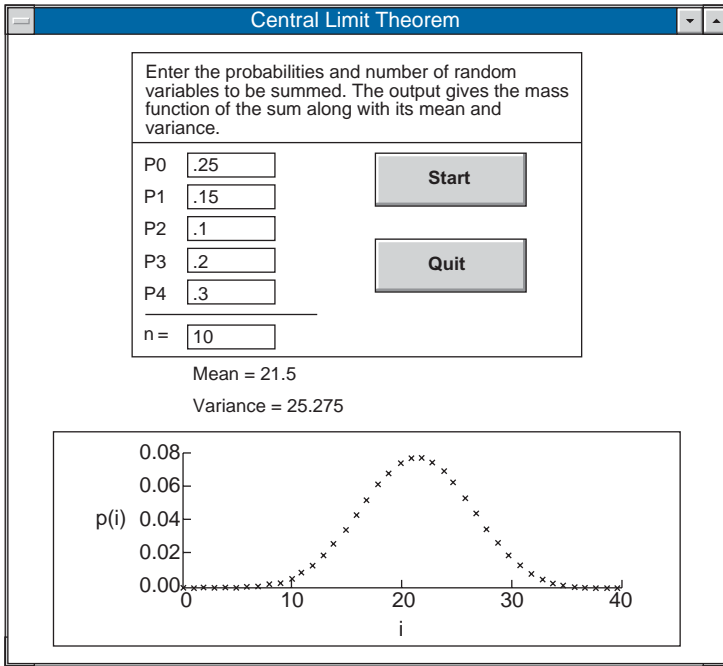 Central Limit Theorem
Enter the probabilities and number of random
variables to be summed. The output gives the mass
function of the sum along with its mean and
variance.
P0 .25
P1 .15
P2 .1
P3 .2
P4 .3
n = 10
Start
Quit
Mean = 21.5
Variance = 25.275
0.08
0.06
p(i) 0.04
0.02
0.00
0 10 20 30 40
i